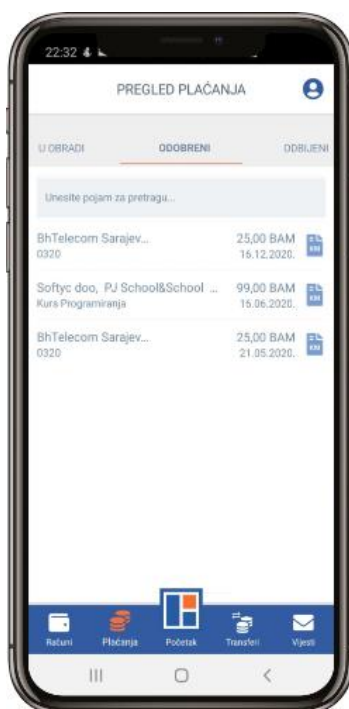 22:32
PREGLED PLAĆANJA
U OBRADI ODOBRENI ODBIJENI
Unesite pojam za pretragu...
BhTelecom Sarajev... 25,00 BAM
0320 16.12.2020.
Softyc doo, PJ School&School ... 99,00 BAM
Kurs Programiranja 15.06.2020.
BhTelecom Sarajev... 25,00 BAM
0320 21.05.2020.
Računi Plaćanja Početak Transferi Vijesti